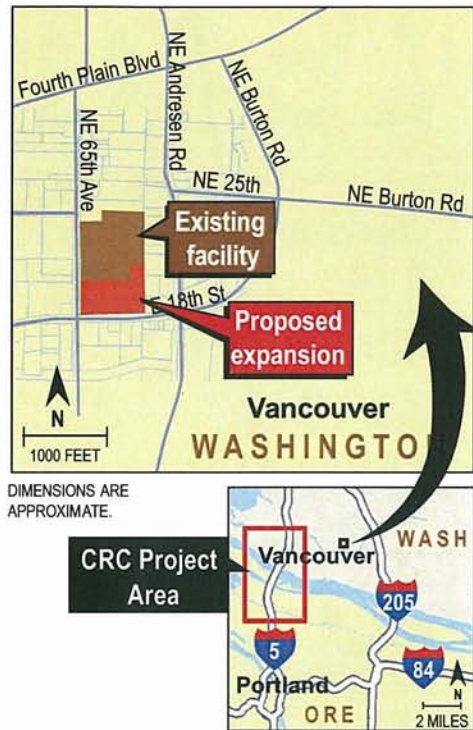 Fourth Plain Blvd
NE Andresen Rd
NE Burton Rd
NE 65th Ave
NE 25th
NE Burton Rd
Existing
facility
E 18th St
Proposed
expansion
Vancouver
WASHINGTON
N
1000 FEET
DIMENSIONS ARE
APPROXIMATE.
CRC Project
Area
Vancouver
WASH
205
5
84
Portland
ORE
N
2 MILES